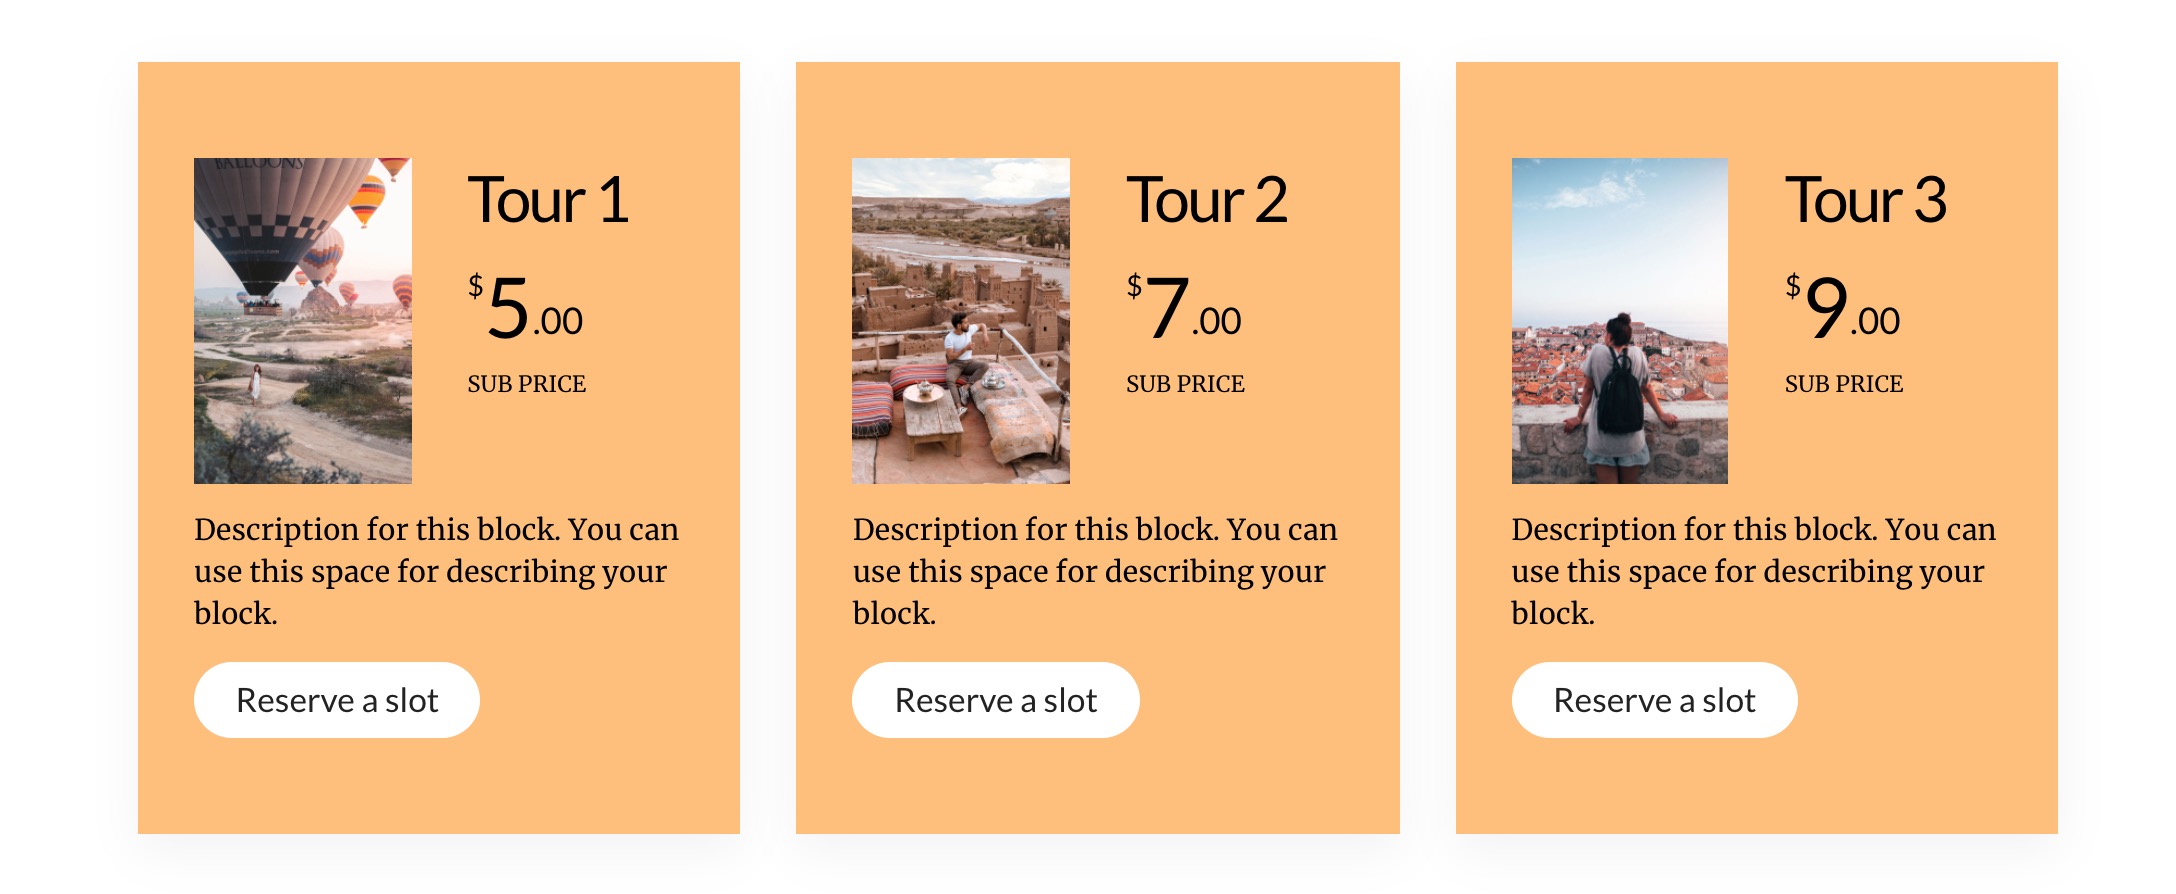 BALLOONS
Tour 1
$5.00
SUB PRICE
Description for this block. You can
use this space for describing your
block.
Reserve a slot
Tour 2
$7.00
SUB PRICE
Description for this block. You can
use this space for describing your
block.
Reserve a slot
Tour 3
$9.00
SUB PRICE
Description for this block. You can
use this space for describing your
block.
Reserve a slot